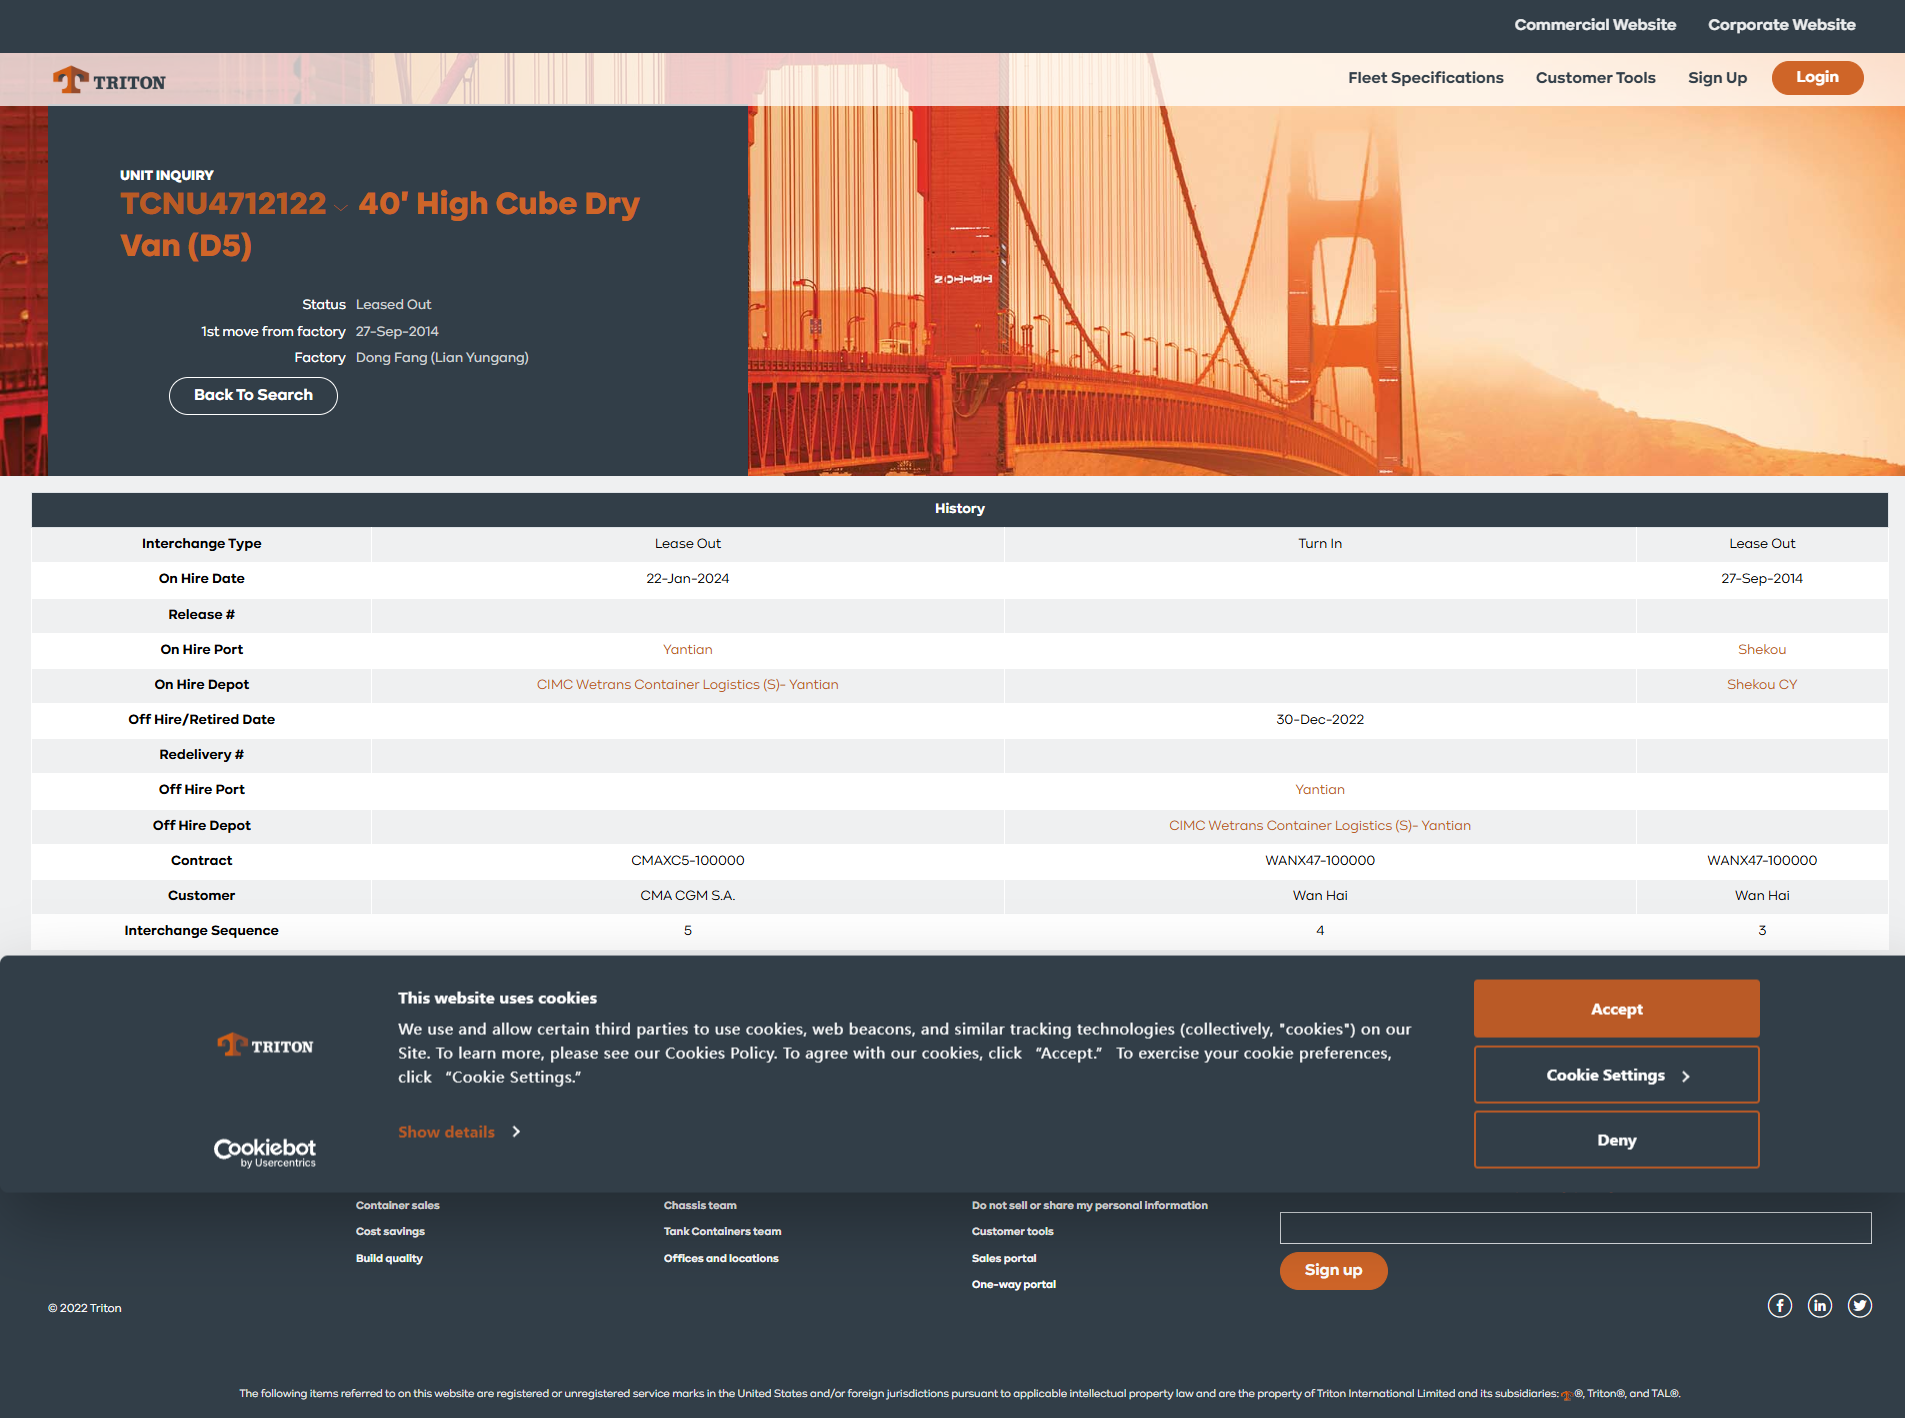 Commercial Website Corporate Website
TRITON
Fleet Specifications Customer Tools Sign Up Login
UNIT INQUIRY
TCNU4712122 40' High Cube Dry
Van (D5)
Status Leased Out
1st move from factory 27-Sep-2014
Factory Dong Fang (Lian Yungang)
Back To Search
TRITON
History
Interchange Type Lease Out Turn In Lease Out
On Hire Date 22-Jan-2024 27-Sep-2014
Release #
On Hire Port Yantian Shekou
On Hire Depot CIMC Wetrans Container Logistics (S)- Yantian Shekou CY
Off Hire/Retired Date 30-Dec-2022
Redelivery #
Off Hire Port Yantian
Off Hire Depot CIMC Wetrans Container Logistics (S)- Yantian
Contract CMAXC5-100000 WANX47-100000 WANX47-100000
Customer CMA CGM S.A. Wan Hai Wan Hai
Interchange Sequence 5 4 3
TRITON
Cookiebot
by Usercentrics
This website uses cookies
We use and allow certain third parties to use cookies, web beacons, and similar tracking technologies (collectively, "cookies") on our
Site. To learn more, please see our Cookies Policy. To agree with our cookies, click “Accept.” To exercise your cookie preferences,
click “Cookie Settings.”
Show details
Accept
Cookie Settings
Deny
Container sales Chassis team Do not sell or share my personal information
Cost savings Tank Containers team Customer tools
Build quality Offices and locations Sales portal
One-way portal
Sign up
© 2022 Triton
The following items referred to on this website are registered or unregistered service marks in the United States and/or foreign jurisdictions pursuant to applicable intellectual property law and are the property of Triton International Limited and its subsidiaries: ®, Triton®, and TAL®.